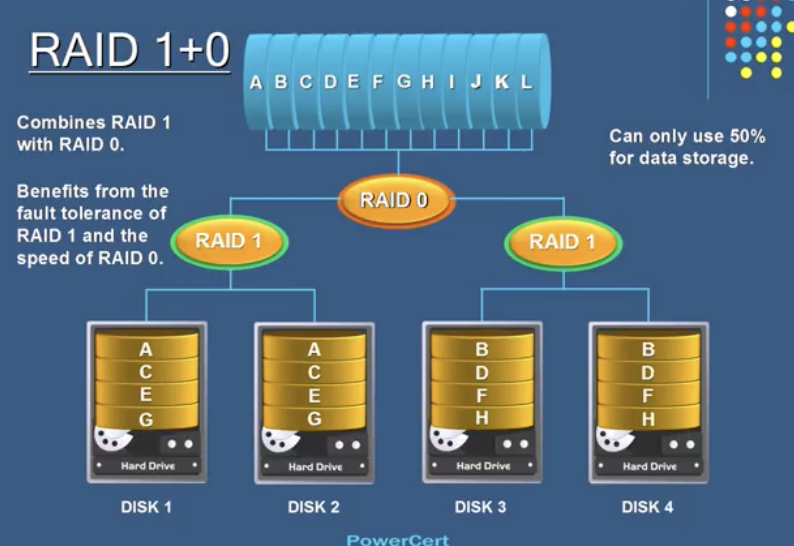 RAID 1+0
A B C D E F G H I J K L
Combines RAID 1
with RAID 0.
Can only use 50%
for data storage.
Benefits from the
fault tolerance of
RAID 1 and the
speed of RAID 0.
RAID 0
RAID 1
RAID 1
A
C
E
G
Hard Drive
DISK 1
A
C
E
G
Hard Drive
DISK 2
B
D
F
H
Hard Drive
DISK 3
B
D
F
H
Hard Drive
DISK 4
PowerCert